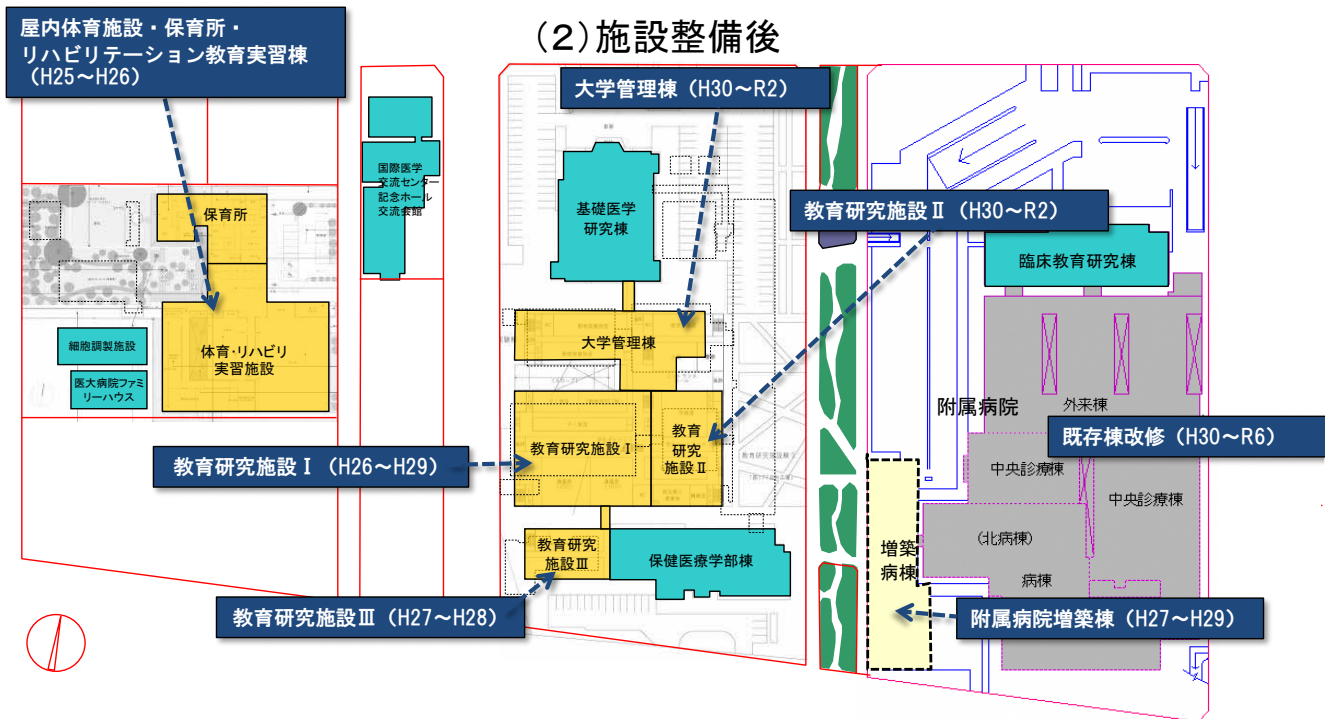 (2)施設整備後
屋内体育施設・保育所・
リハビリテーション教育実習棟
(H25~H26)
大学管理棟(H30~R2)
教育研究施設Ⅱ(H30~R2)
国際医学
交流センター
記念ホール
交流会館
基礎医学
研究棟
保育所
臨床教育研究棟
大学管理棟
細胞調製施設
体育・リハビリ
実習施設
医大病院ファミ
リーハウス
附属病院
外来棟
既存棟改修(H30~R6)
教育研究施設Ⅰ(H26~H29)
教育研究施設Ⅰ
教育
研究
施設Ⅱ
中央診療棟
中央診療棟
教育研究
施設Ⅲ
保健医療学部棟
増築
病棟
(北病棟)
病棟
教育研究施設Ⅲ(H27~H28)
附属病院増築棟(H27~H29)